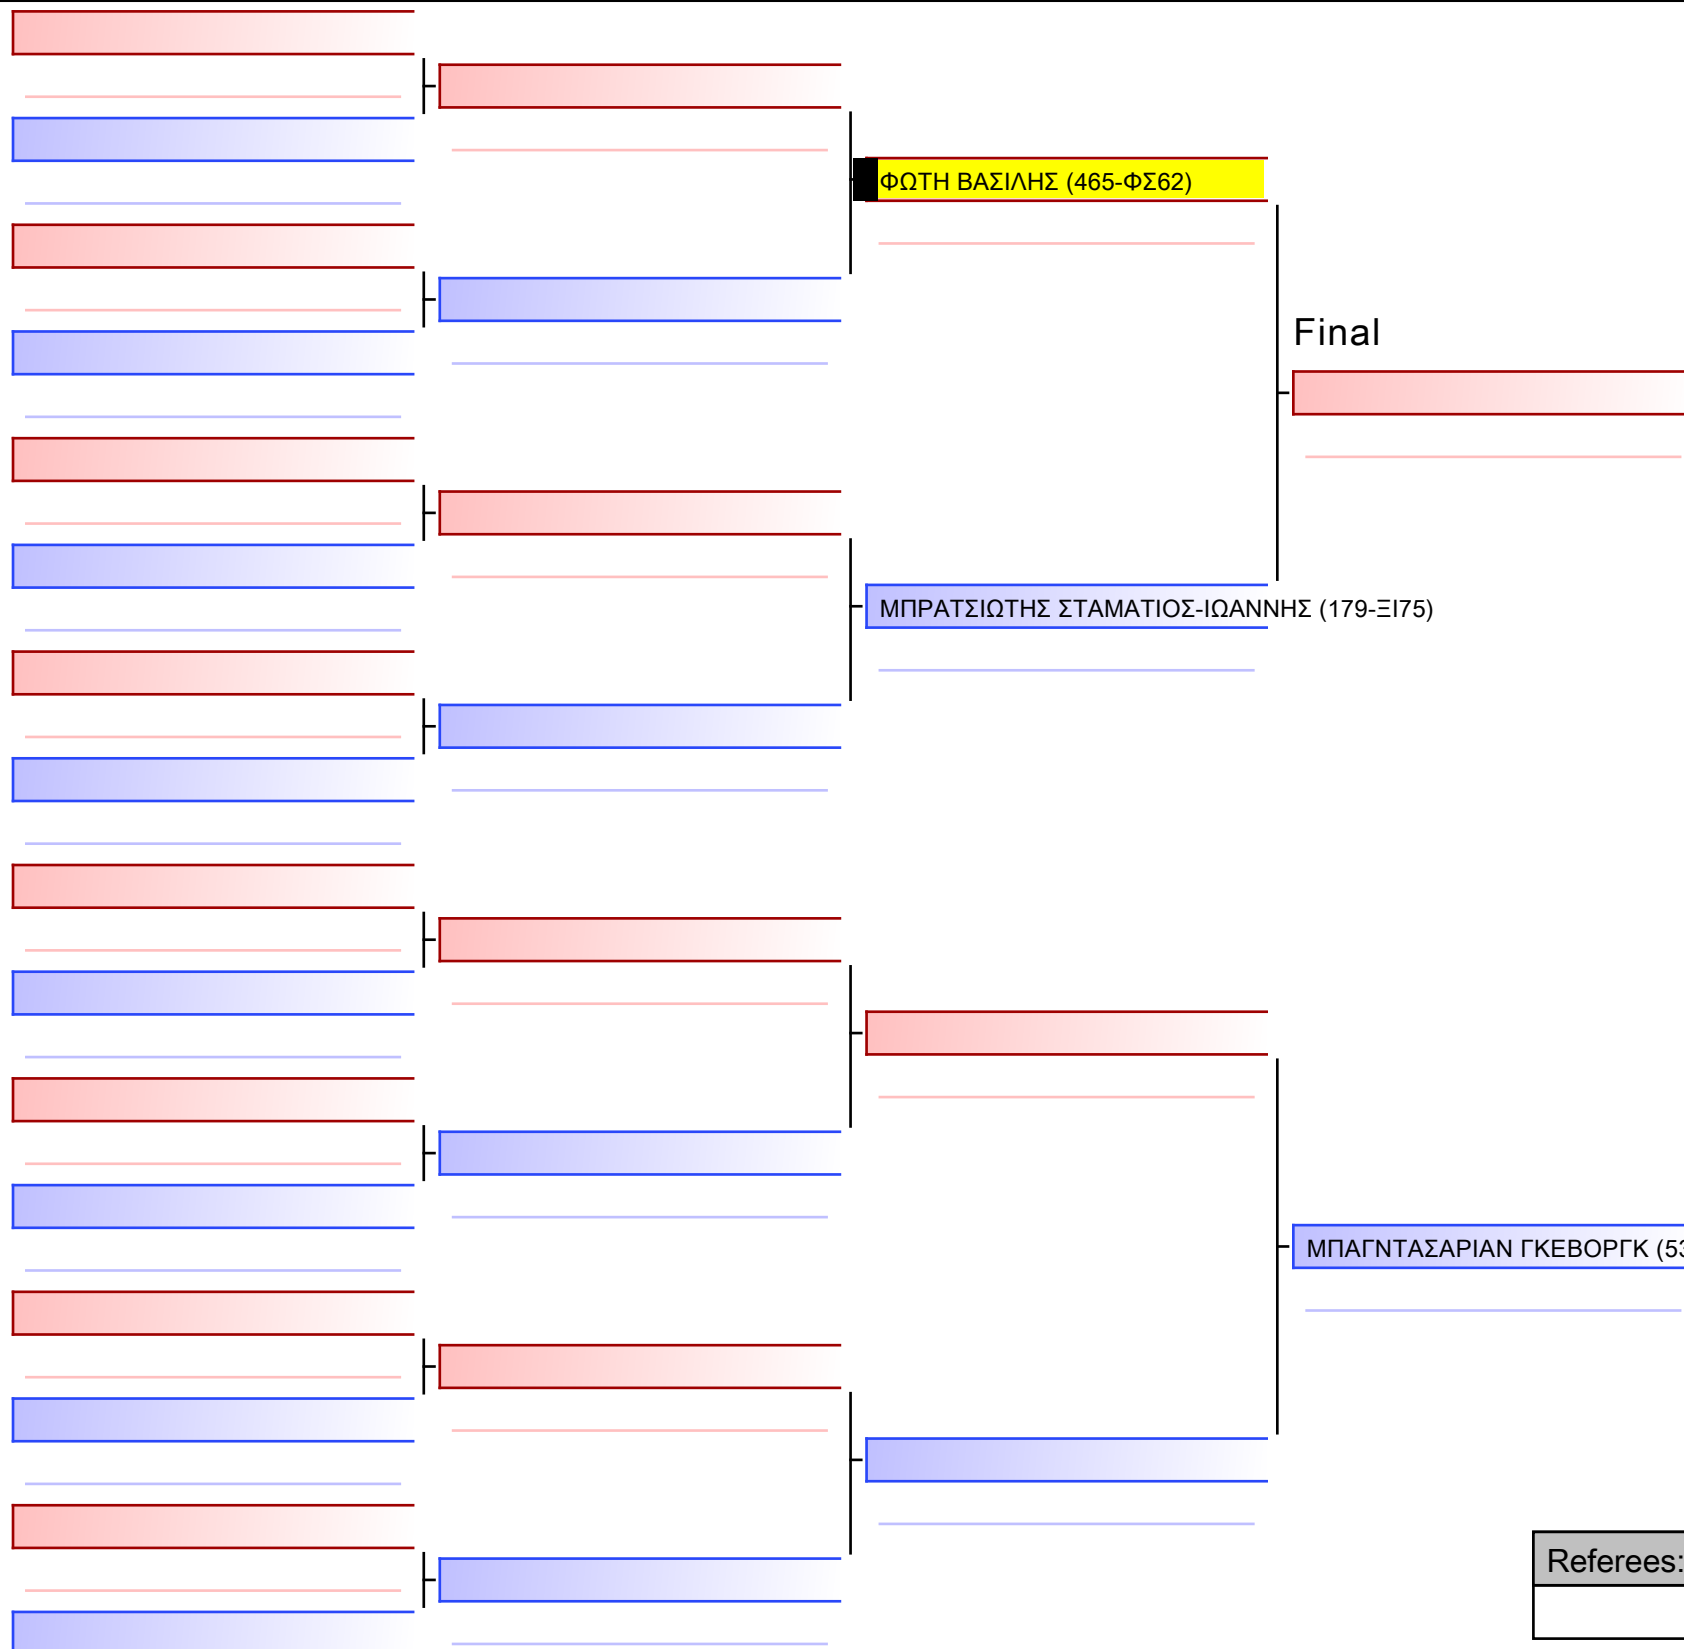 ΦΩΤΗ ΒΑΣΙΛΗΣ (465-ΦΣ62)
Final
ΜΠΡΑΤΣΙΩΤΗΣ ΣΤΑΜΑΤΙΟΣ-ΙΩΑΝΝΗΣ (179-ΞΙ75)
ΜΠΑΓΝΤΑΣΑΡΙΑΝ ΓΚΕΒΟΡΓΚ
Referees: